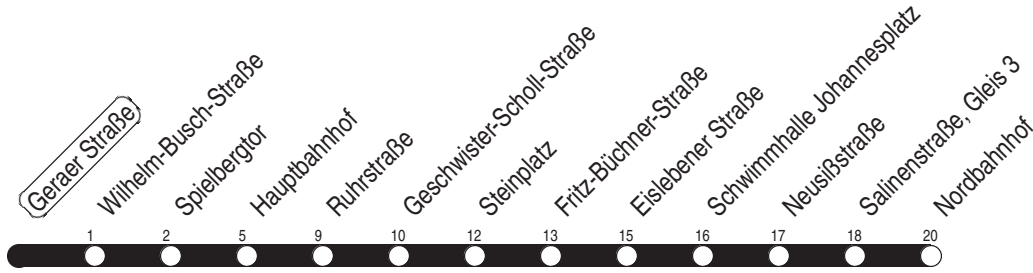 Geraer Straße
Wilhelm-Busch-Straße
Spielbergtor
Hauptbahnhof
Ruhrstraße
Geschwister-Scholl-Straße
Steinplatz
Fritz-Büchner-Straße
Eislebener Straße
Schwimmhalle Johannesplatz
Neusißstraße
Salinenstraße, Gleis 3
Nordbahnhof
1 2 5 9 10 12 13 15 16 17 18 20